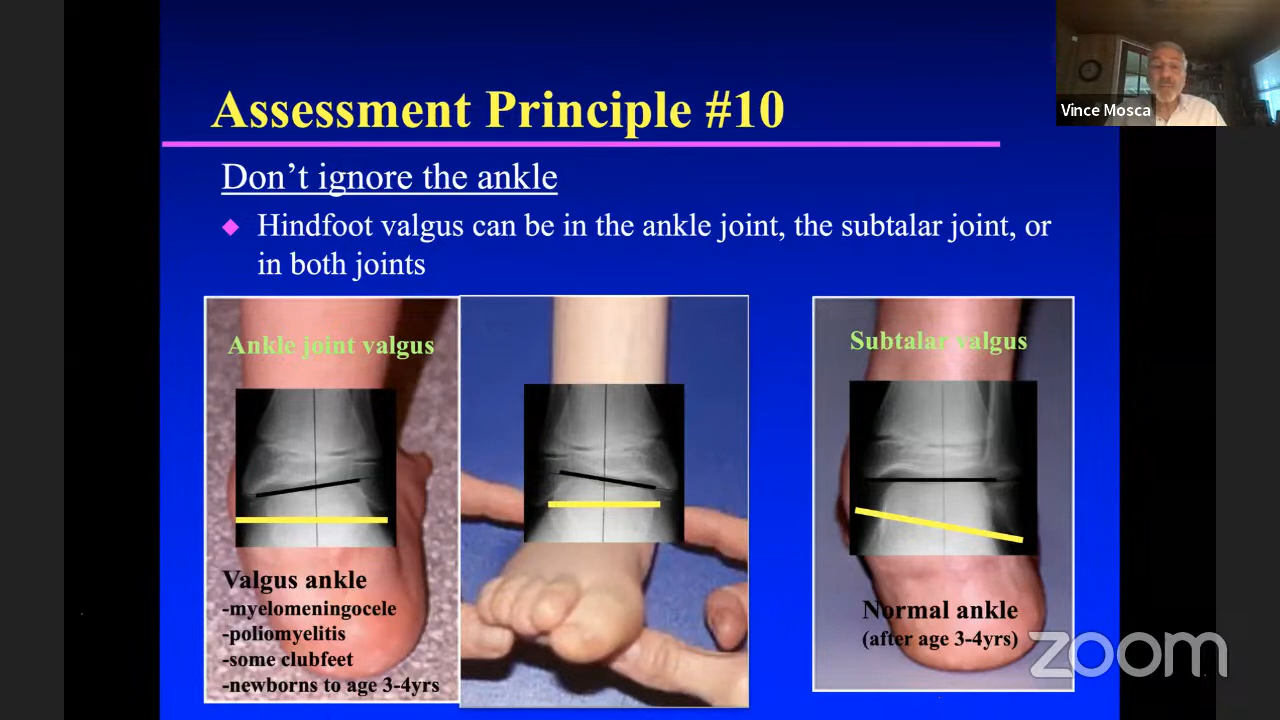 Assessment Principle #10
Vince Mosca
Don’t ignore the ankle
Hindfoot valgus can be in the ankle joint, the subtalar joint, or
in both joints
Ankle joint valgus
Subtalar valgus
Valgus ankle
-myelomeningocele
-poliomyelitis
-some clubfeet
-newborns to age 3-4yrs
Normal ankle
(after age 3-4yrs)
zoom